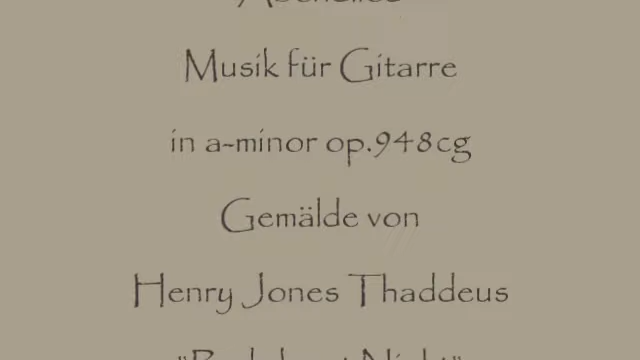 Musik für Gitarre
in a-minor op.948cg
Gemälde von
Henry Jones Thaddeus